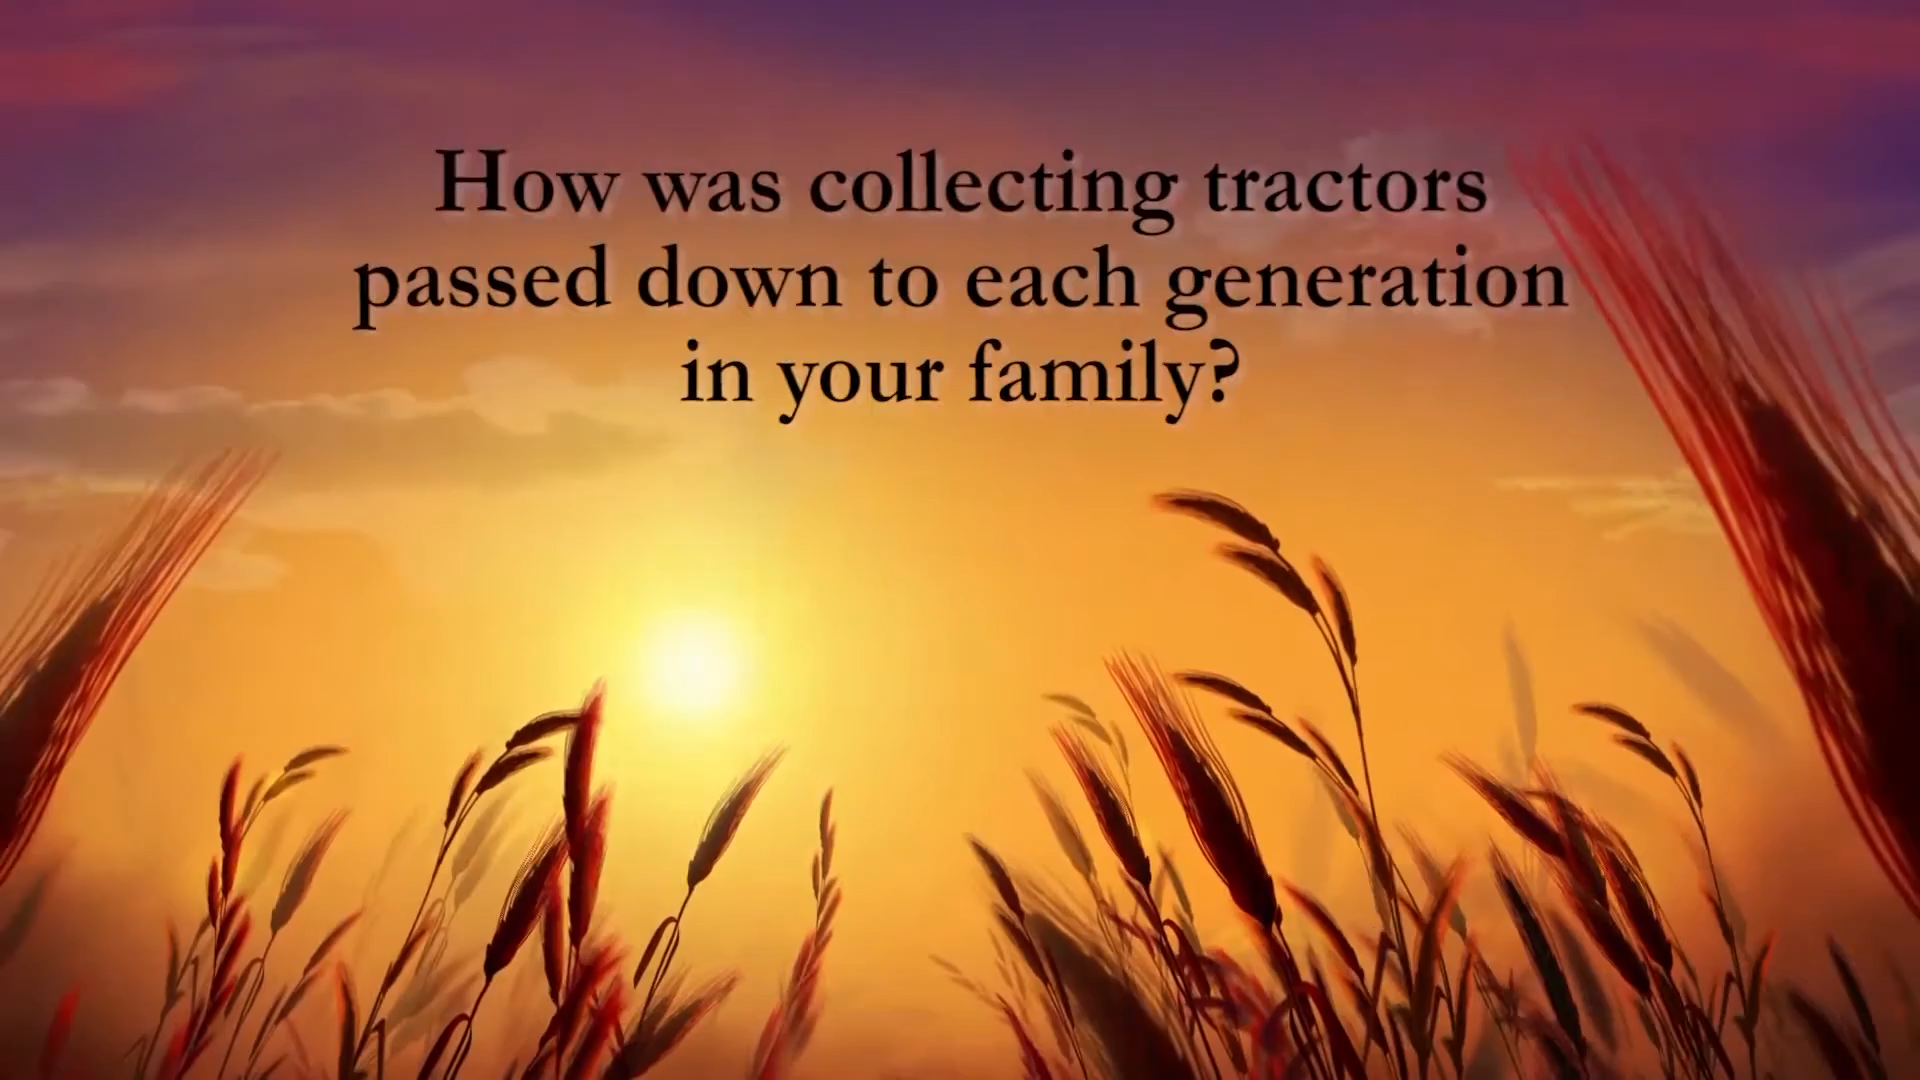 How was collecting tractors
passed down to each generation
in your family?